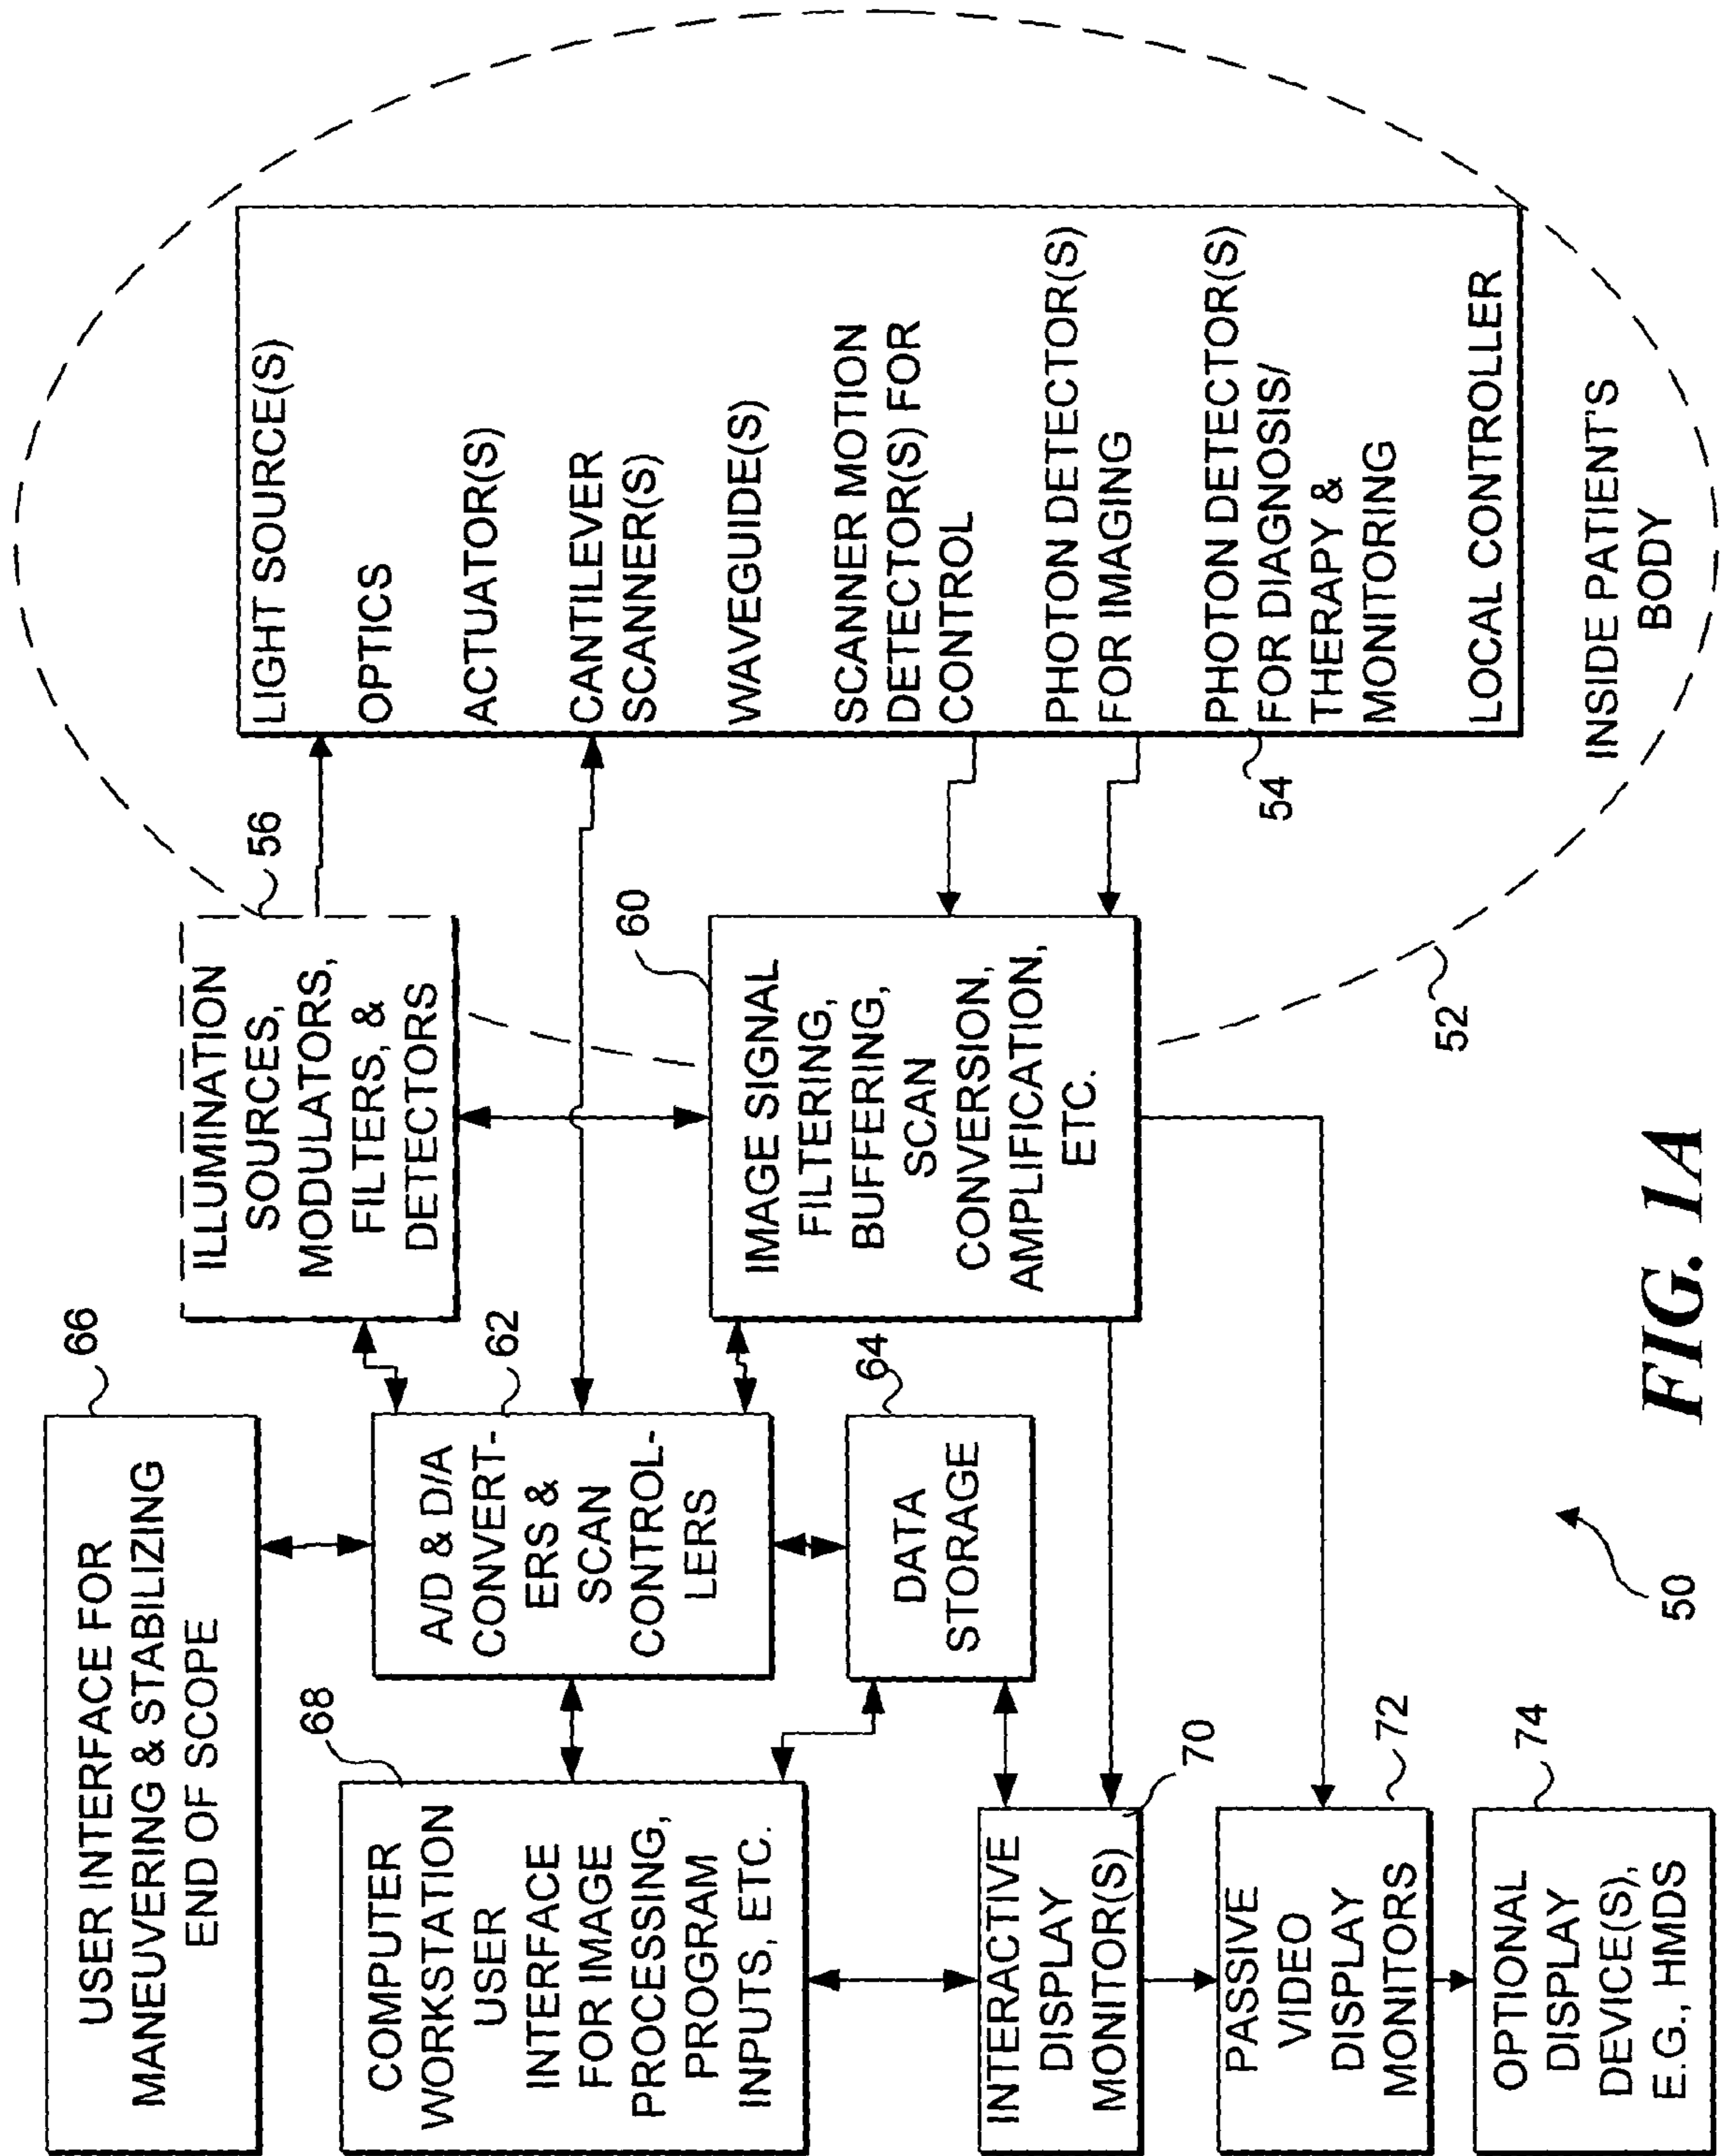 USER INTERFACE FOR
MANEUVERING & STABILIZING
END OF SCOPE
66
COMPUTER
WORKSTATION
USER
INTERFACE
FOR IMAGE
PROCESSING,
PROGRAM
INPUTS, ETC.
68
A/D & D/A
CONVERT-
ERS &
SCAN
CONTROL-
LERS
62
ILLUMINATION
SOURCES,
MODULATORS,
FILTERS, &
DETECTORS
56
DATA
STORAGE
64
IMAGE SIGNAL
FILTERING,
BUFFERING,
SCAN
CONVERSION,
AMPLIFICATION,
ETC.
60
INTERACTIVE
DISPLAY
MONITOR(S)
70
PASSIVE
VIDEO
DISPLAY
MONITORS
72
OPTIONAL
DISPLAY
DEVICE(S),
E.G., HMDS
74
LIGHT SOURCE(S)
OPTICS
ACTUATOR(S)
CANTILEVER
SCANNER(S)
WAVEGUIDE(S)
SCANNER MOTION
DETECTOR(S) FOR
CONTROL
PHOTON DETECTOR(S)
FOR IMAGING
PHOTON DETECTOR(S)
FOR DIAGNOSIS/
THERAPY &
MONITORING
LOCAL CONTROLLER
54
INSIDE PATIENT'S
BODY
52
50
FIG. 1A